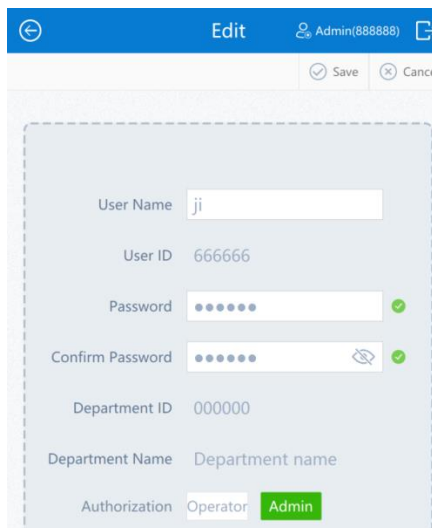 Edit Admin(888888)
Save Cance
User Name ji
User ID 666666
Password ●●●●●●
Confirm Password ●●●●●●
Department ID 000000
Department Name Department name
Authorization Operator Admin